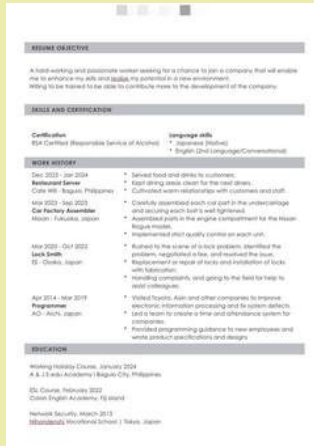 RESUME OBJECTIVE
A hard-working and passionate worker seeking for a chance to join a company that will enable
me to enhance my skills and realize my potential in a new environment.
Willing to be trained to be able to contribute more to the development of the company.
SKILLS AND CERTIFICATION
Certification
RSA Certified (Responsible Service of Alcohol)
Language skills
* Japanese (Native)
* English (2nd Language/Conversational)
WORK HISTORY
Dec 2023 - Jan 2024
Restaurant Server
Cafe Will - Baguio, Philippines
* Served food and drinks to customers.
* Kept dining areas clean for the next diners.
* Cultivated warm relationships with customers and staff.
Mar 2023 - Sep 2023
Car Factory Assembler
Nissan - Fukuoka, Japan
* Carefully assembled each car part in the undercarriage
and securing each bolt is well tightened.
* Assembled parts in the engine compartment for the Nissan
Rogue model.
* Implemented strict quality control on each unit.
Mar 2020 - Oct 2022
Lock Smith
- Osaka, Japan
* Rushed to the scene of a lock problem, identified the
problem, negotiated a fee, and resolved the issue.
* Replacement or repair of locks and installation of locks
with fabrication.
* Handling complaints, and going to the field for help to
assist colleagues.
Apr 2014 - Mar 2019
Programmer
AO - Aichi, Japan
* Visited Toyota, Aisin and other companies to improve
electronic information processing and fix system defects.
* Led a team to create a time and attendance system for
companies.
* Provided programming guidance to new employees and
wrote product specifications and designs.
EDUCATION
Working Holiday Course, January 2024
A & J E-edu Academy | Baguio City, Philippines
ESL Course, February 2023
Colan English Academy, Fiji Island
Network Security, March 2013
Vocational School | Tokyo, Japan